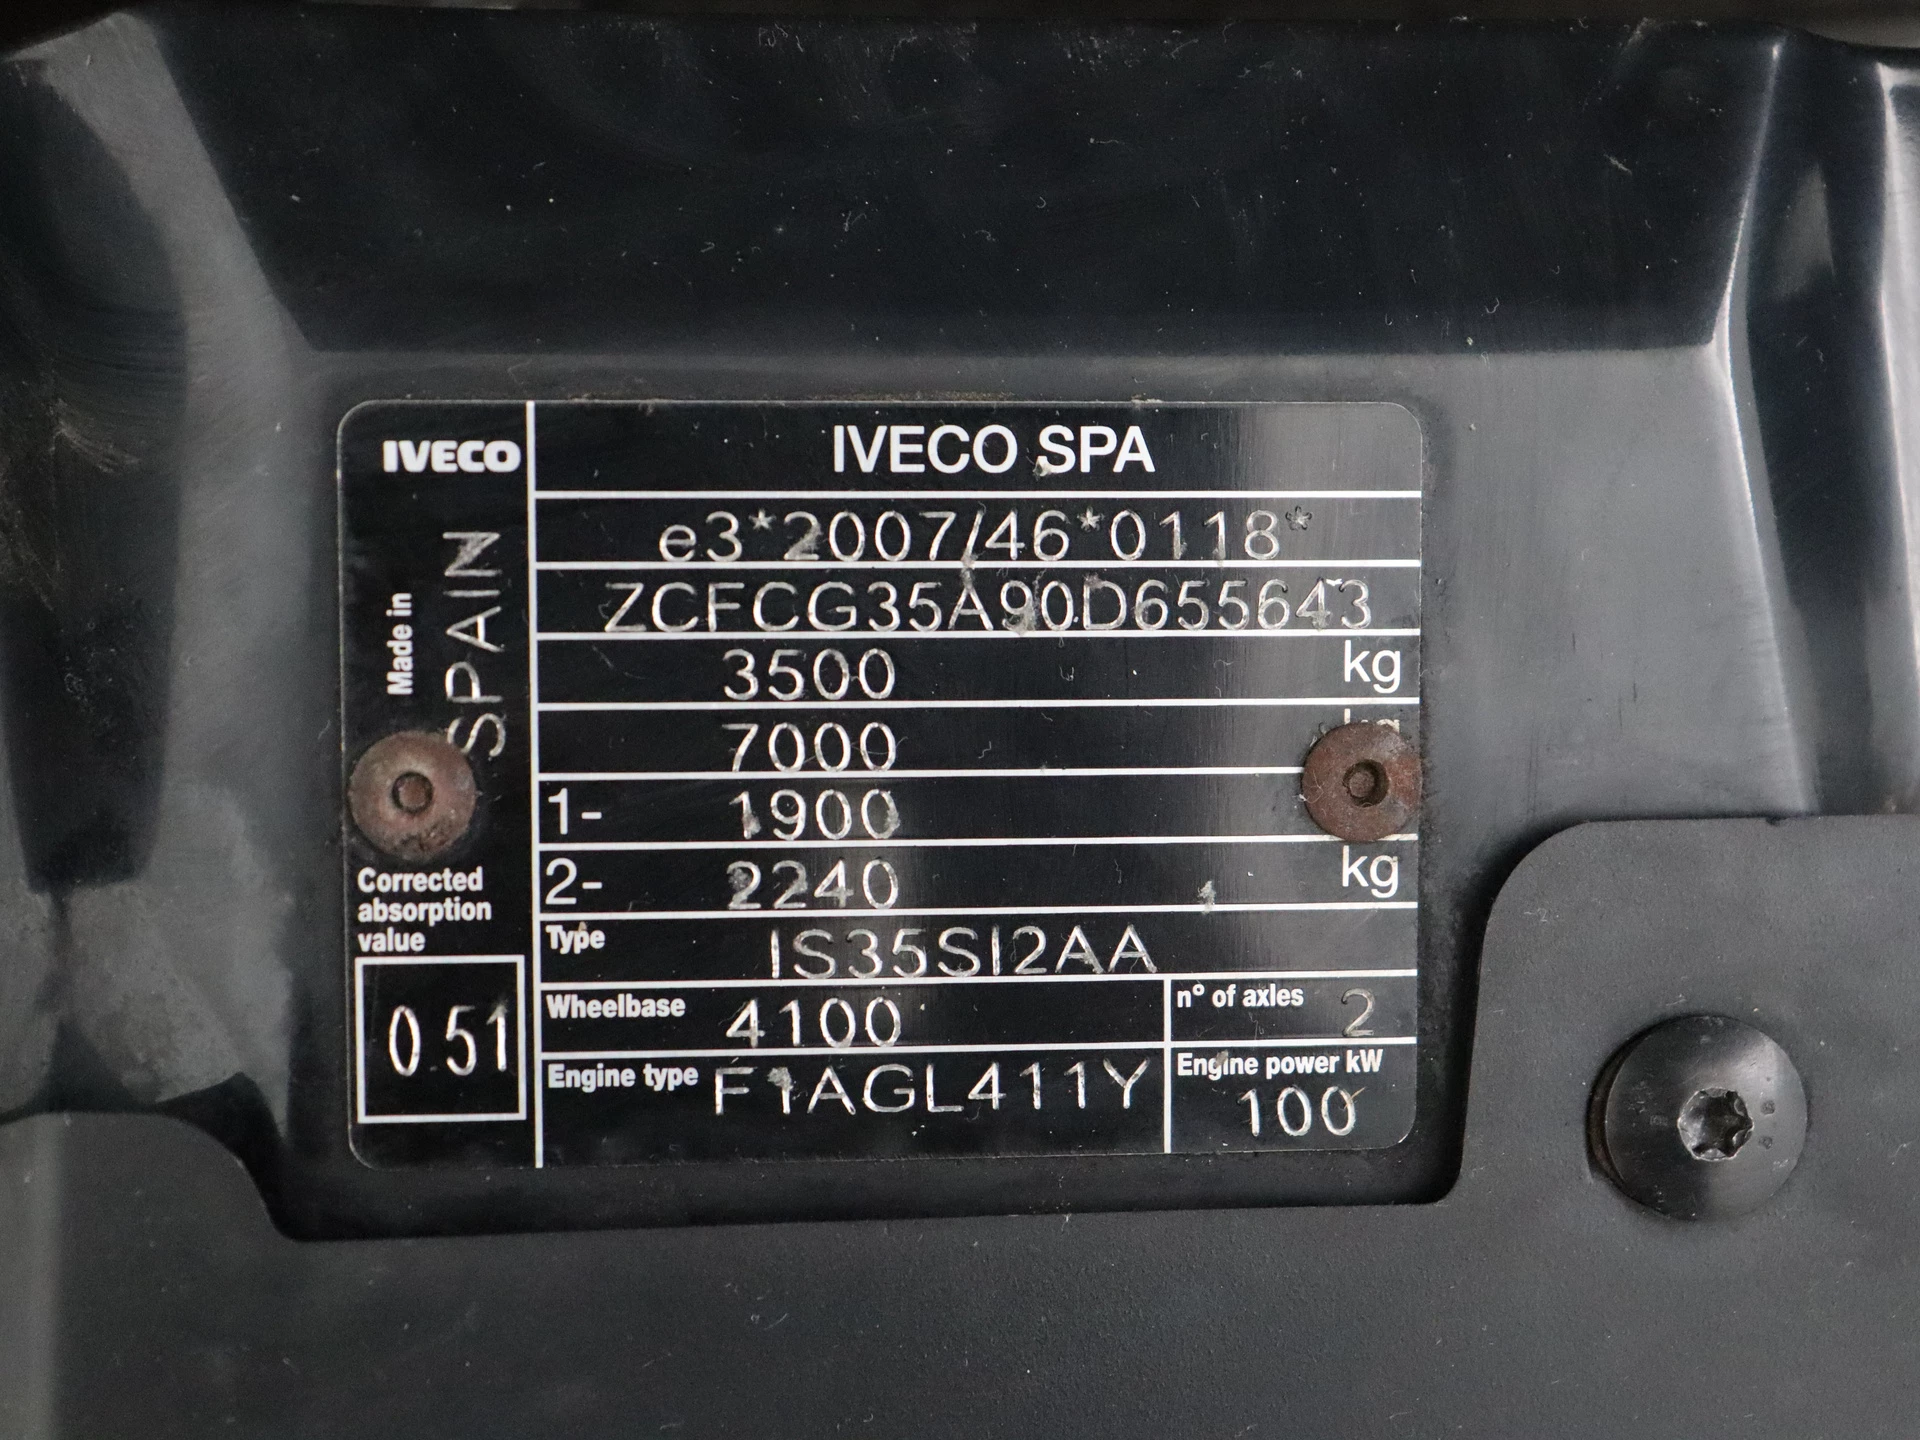 IVECO
IVECO SPA
e3*2007/46*0118*
ZCFCG35A90D655643
3500 kg
7000 kg
1- 1900
2- 2240 kg
Type IS35SI2AA
Wheelbase 4100
n° of axles 2
Engine type F1AGL411Y
Engine power kW
100
Made in
SPAIN
Corrected
absorption
value
0.51